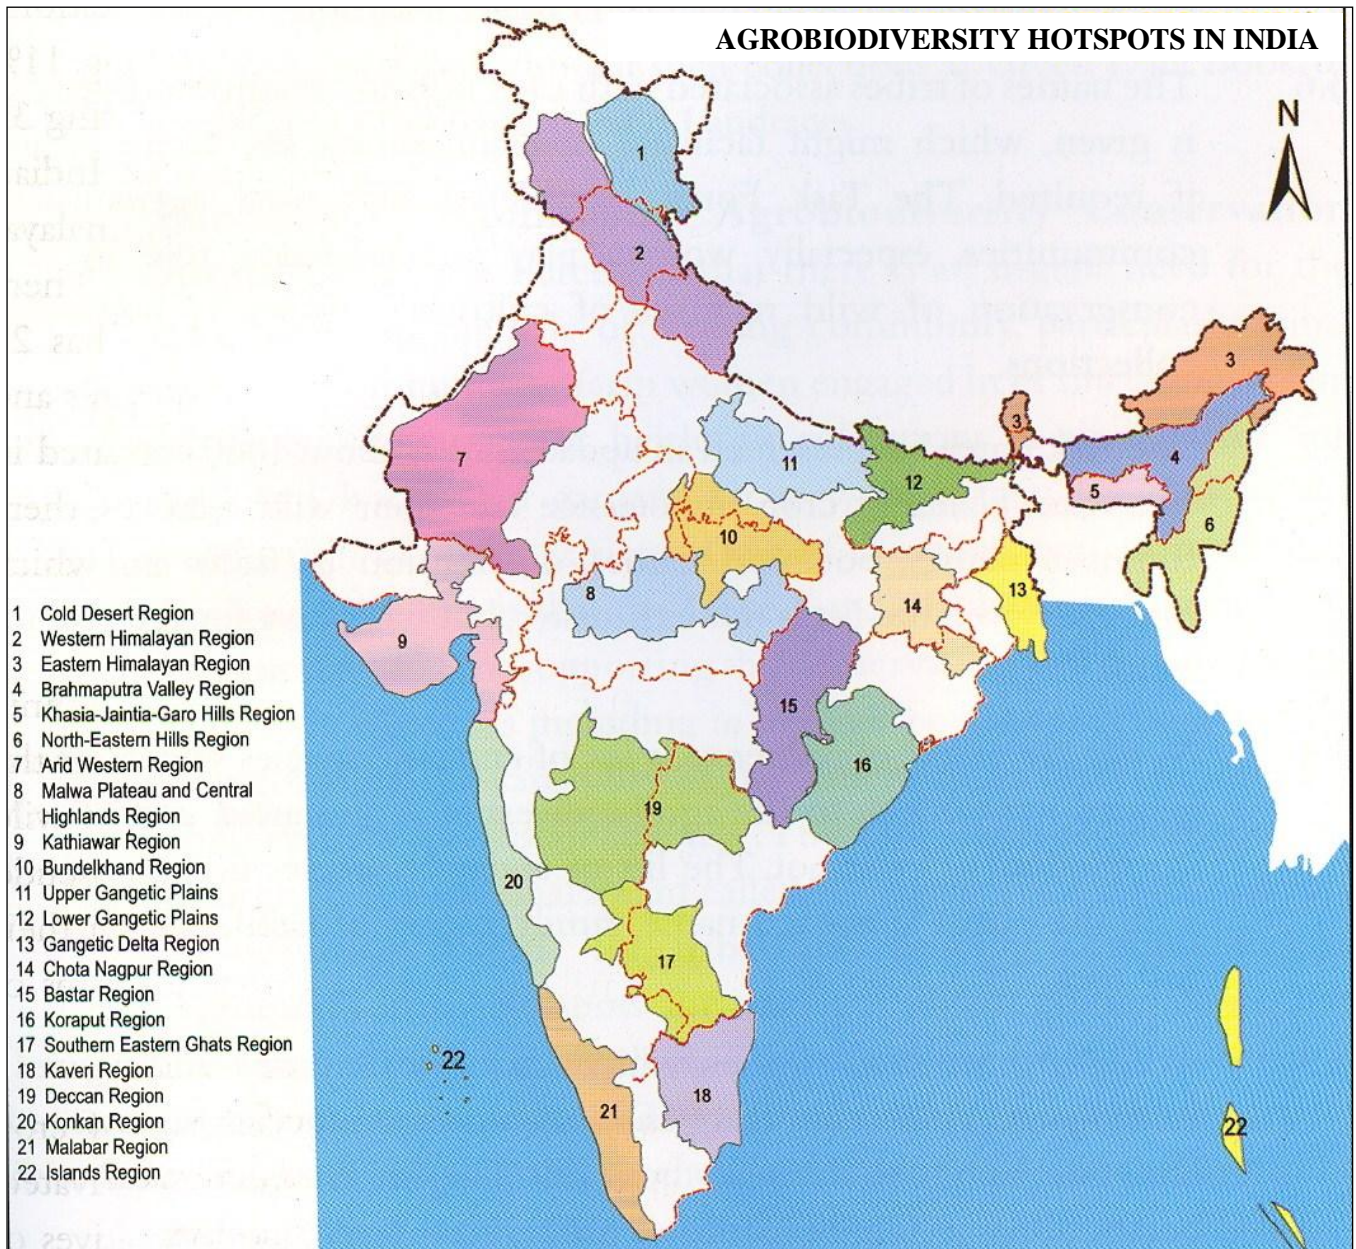 AGROBIODIVERSITY HOTSPOTS IN INDIA
N
1
2
3
3
4
5
6
7
8
9
10
11
12
13
14
15
16
17
18
19
20
21
22
22
1 Cold Desert Region
2 Western Himalayan Region
3 Eastern Himalayan Region
4 Brahmaputra Valley Region
5 Khasia-Jaintia-Garo Hills Region
6 North-Eastern Hills Region
7 Arid Western Region
8 Malwa Plateau and Central
Highlands Region
9 Kathiawar Region
10 Bundelkhand Region
11 Upper Gangetic Plains
12 Lower Gangetic Plains
13 Gangetic Delta Region
14 Chota Nagpur Region
15 Bastar Region
16 Koraput Region
17 Southern Eastern Ghats Region
18 Kaveri Region
19 Deccan Region
20 Konkan Region
21 Malabar Region
22 Islands Region